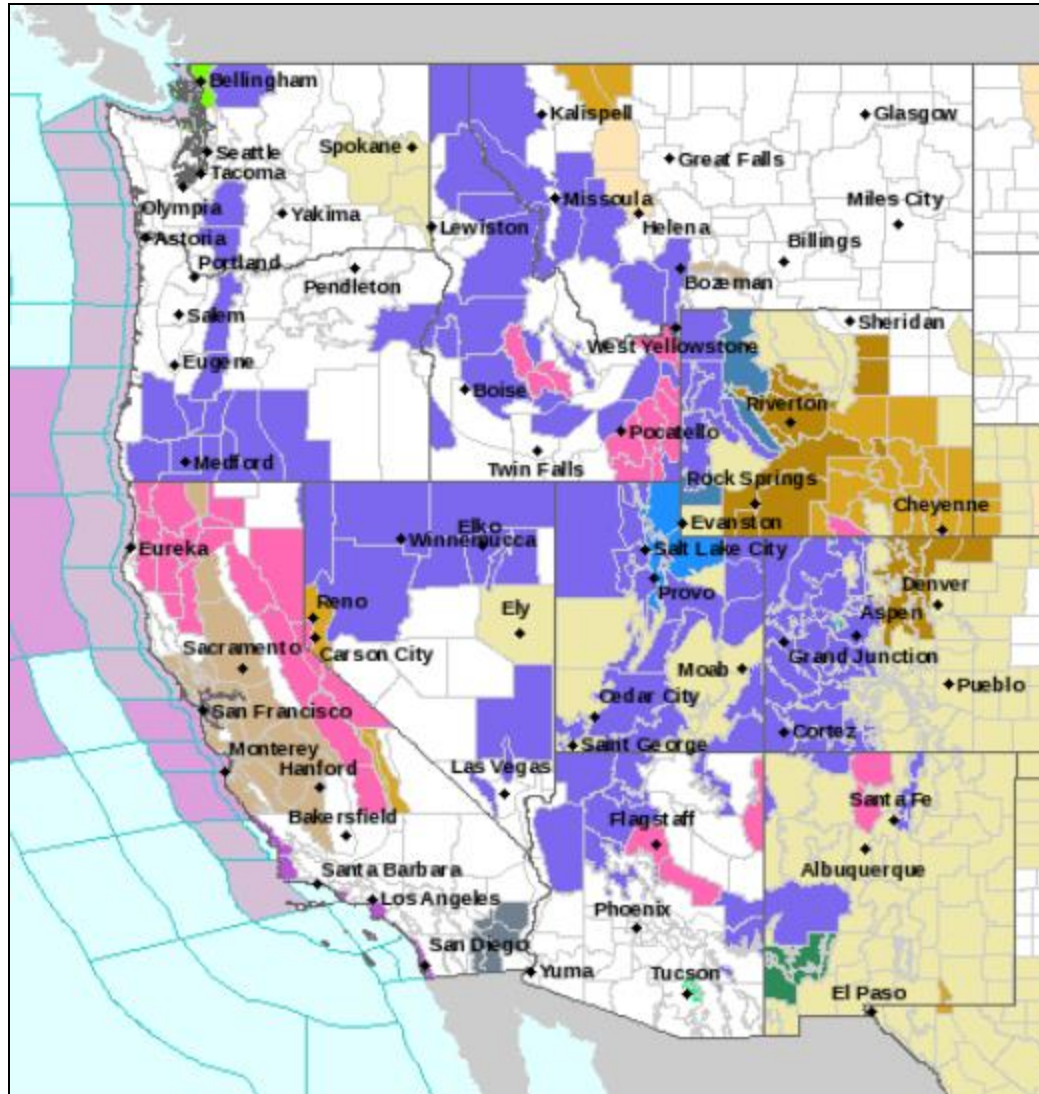 Bellingham
Kalispell
Glasgow
Spokane
Seattle
Great Falls
Tacoma
Missoula
Miles City
Olympia
Yakima
Lewiston
Helena
Astoria
Billings
Portland
Pendleton
Bozeman
Salem
Sheridan
West Yellowstone
Eugene
Boise
Riverton
Pocatello
Medford
Twin Falls
Rock Springs
Cheyenne
Elko
Evanston
Winnemucca
Eureka
Salt Lake City
Denver
Provo
Reno
Ely
Aspen
Sacramento
Carson City
Grand Junction
Moab
Pueblo
Cedar City
San Francisco
Cortez
Saint George
Monterey
Las Vegas
Hanford
Santa Fe
Bakersfield
Flagstaff
Santa Barbara
Albuquerque
Los Angeles
Phoenix
San Diego
Yuma
Tucson
El Paso